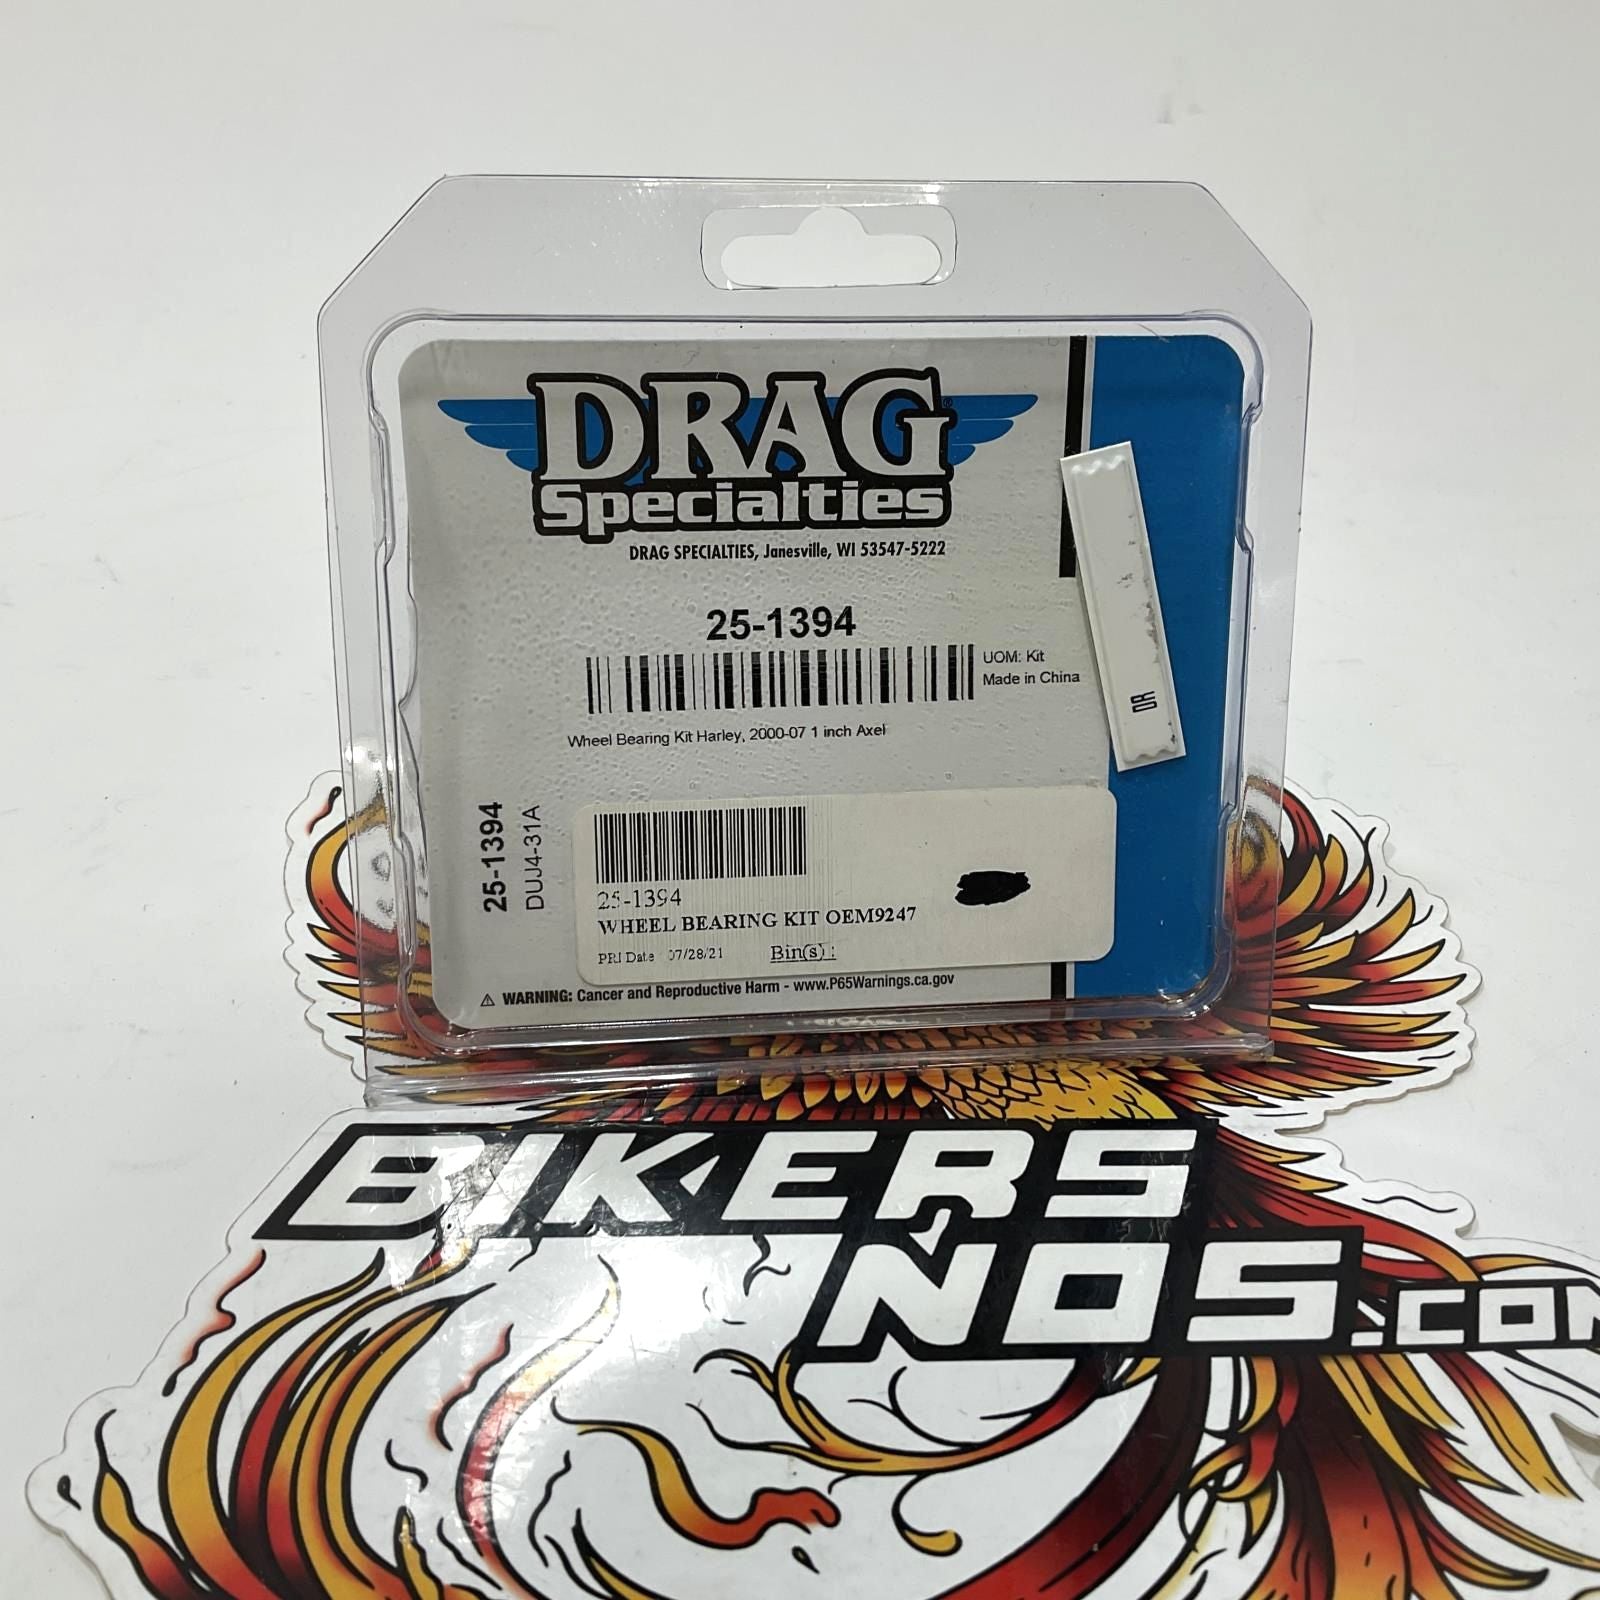 DRAG®
Specialties
DRAG SPECIALTIES, Janesville, WI 53547-5222
25-1394
UOM: Kit
Made in China
Wheel Bearing Kit Harley, 2000-07 1 inch Axel
25-1394
DUJ4-31A
25-1394
WHEEL BEARING KIT OEM9247
PRI Date : 07/28/21 Bin(s) :
⚠ WARNING: Cancer and Reproductive Harm - www.P65Warnings.ca.gov
BIKERS
NOS.COM